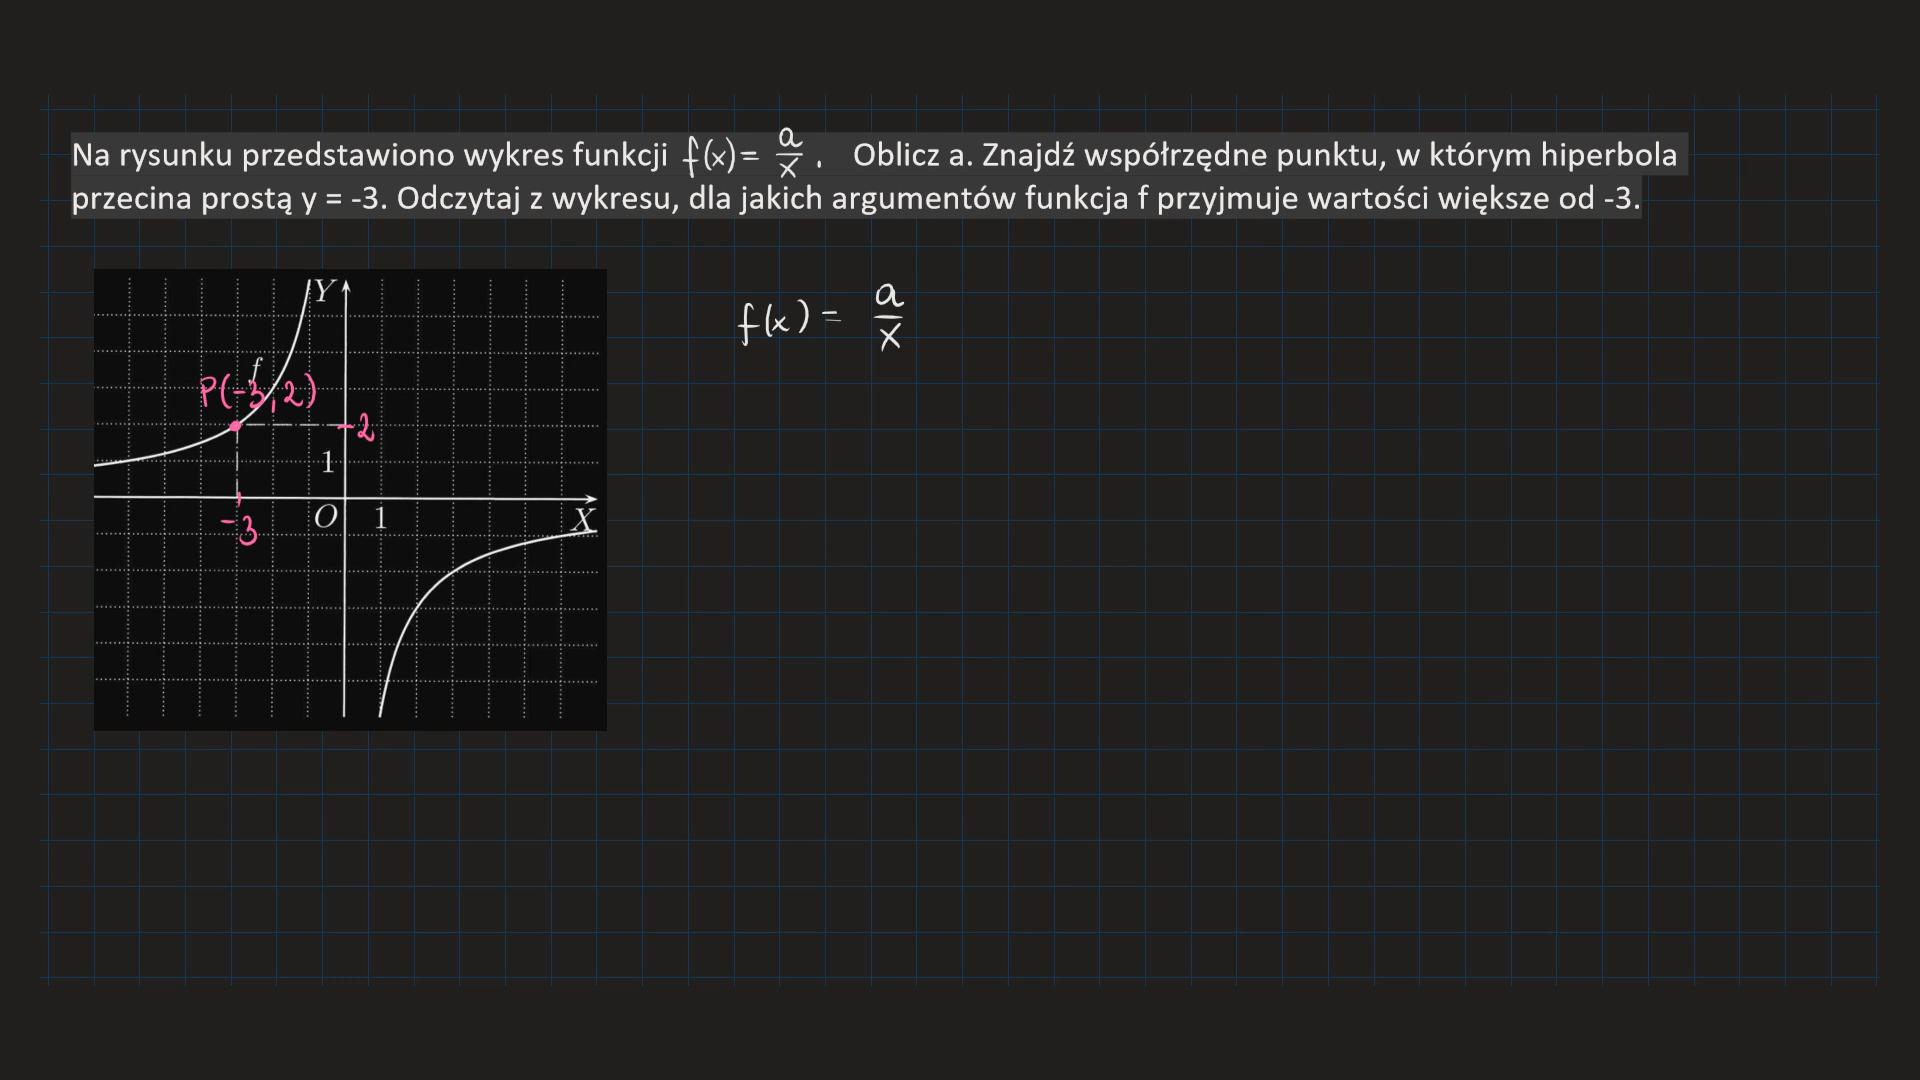 Na rysunku przedstawiono wykres funkcji f(x) = a/x . Oblicz a. Znajdź współrzędne punktu, w którym hiperbola
przecina prostą y = -3. Odczytaj z wykresu, dla jakich argumentów funkcja f przyjmuje wartości większe od -3.
f(x) = a/x
Y
f
P(-3, 2)
2
1
O
1
X
-3